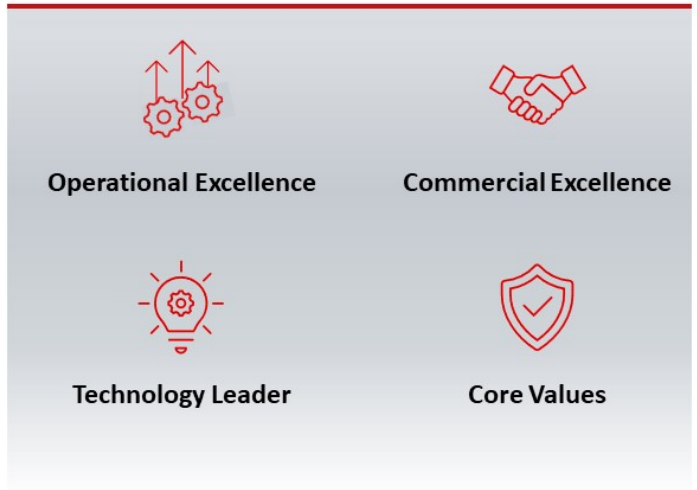 Operational Excellence
Commercial Excellence
Technology Leader
Core Values